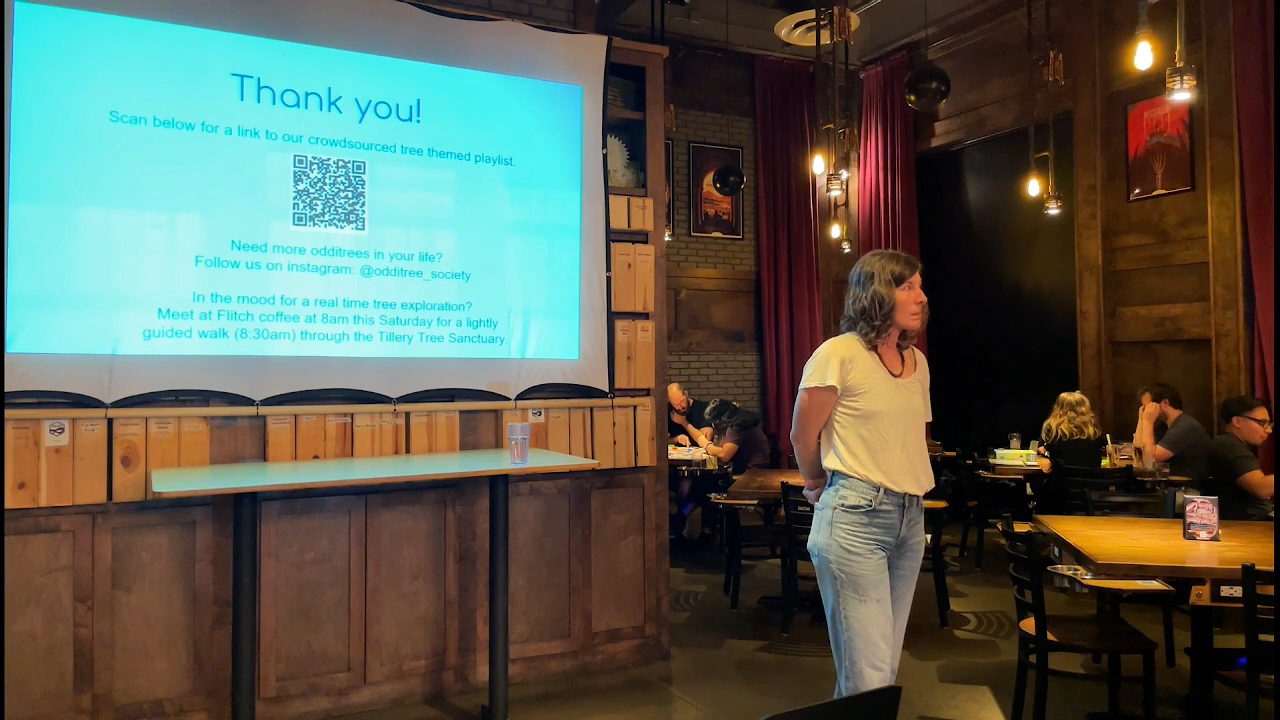 Thank you!
Scan below for a link to our crowdsourced tree themed playlist.
Need more odditrees in your life?
Follow us on instagram: @odditree_society
In the mood for a real time tree exploration?
Meet at Flitch coffee at 8am this Saturday for a lightly
guided walk (8:30am) through the Tillery Tree Sanctuary.